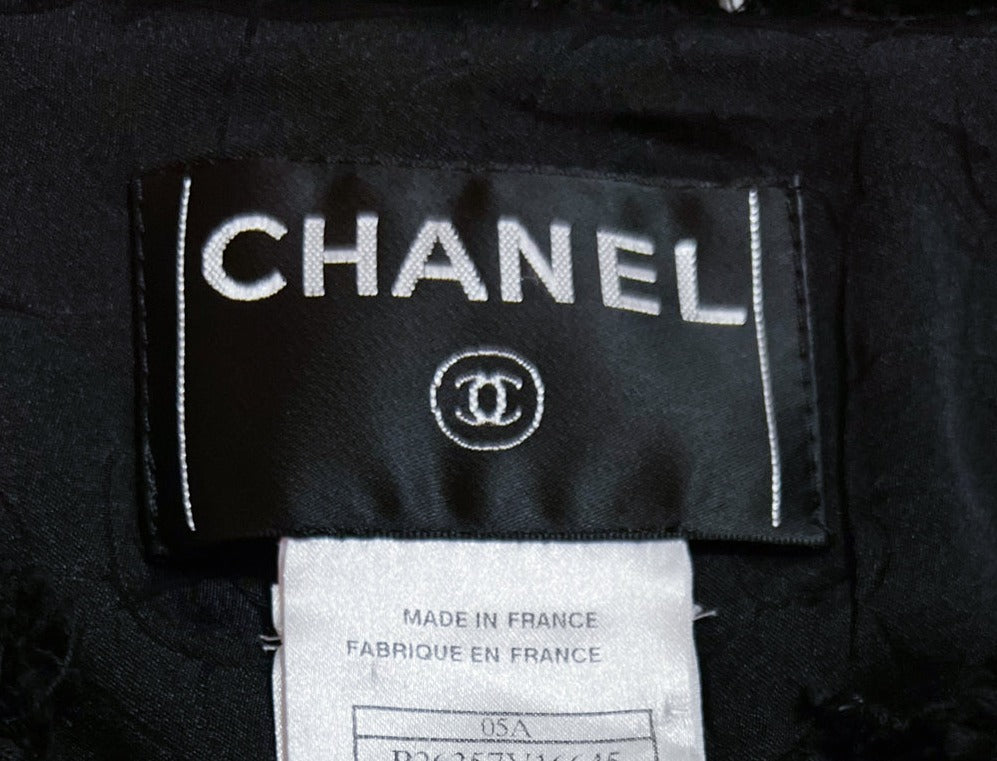 CHANEL
MADE IN FRANCE
FABRIQUE EN FRANCE
05A